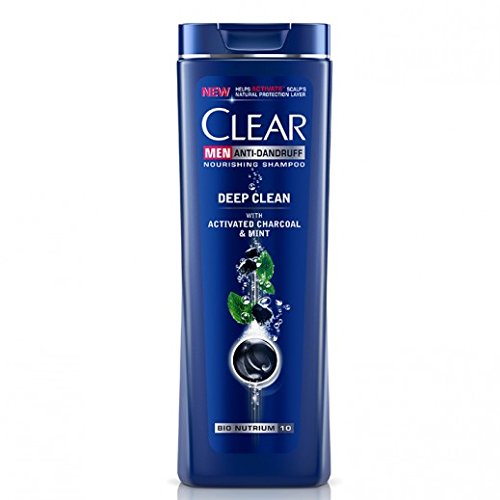 NEW HELPS ACTIVATE SCALP'S
NATURAL PROTECTION LAYER
CLEAR
MEN ANTI-DANDRUFF
NOURISHING SHAMPOO
DEEP CLEAN
WITH
ACTIVATED CHARCOAL
& MINT
BIO NUTRIUM 10